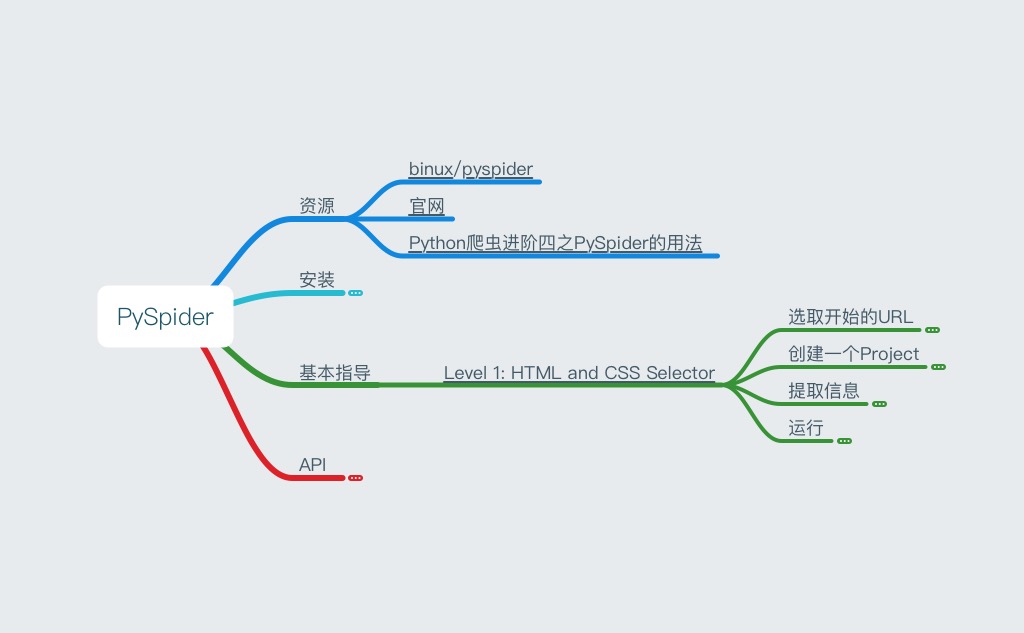 PySpider
资源
binux/pyspider
官网
Python爬虫进阶四之PySpider的用法
安装
基本指导
Level 1: HTML and CSS Selector
选取开始的URL
创建一个Project
提取信息
运行
API